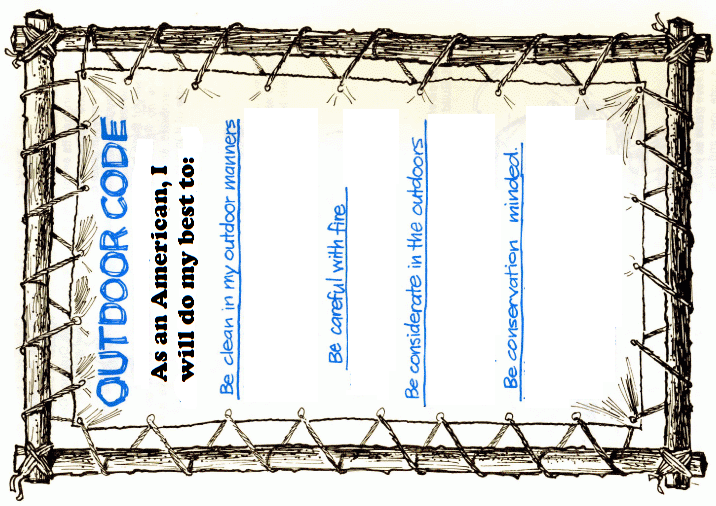 OUTDOOR CODE
As an American, I
will do my best to:
Be clean in my outdoor manners
Be careful with fire
Be considerate in the outdoors
Be conservation minded.